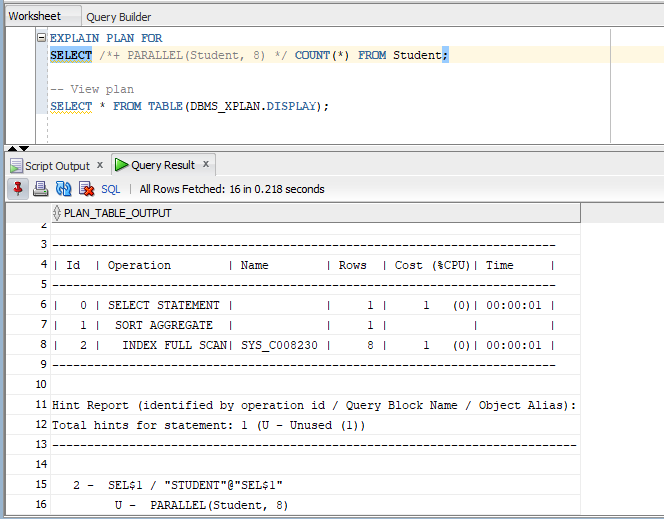 Worksheet Query Builder
EXPLAIN PLAN FOR
SELECT /*+ PARALLEL(Student, 8) */ COUNT(*) FROM Student;
-- View plan
SELECT * FROM TABLE(DBMS_XPLAN.DISPLAY);
Script Output x Query Result x
SQL | All Rows Fetched: 16 in 0.218 seconds
PLAN_TABLE_OUTPUT
2
3 ------------------------------------------------------------------------
4 | Id  | Operation        | Name        | Rows  | Cost (%CPU)| Time     |
5 ------------------------------------------------------------------------
6 |   0 | SELECT STATEMENT |             |     1 |     1   (0)| 00:00:01 |
7 |   1 |  SORT AGGREGATE  |             |     1 |            |          |
8 |   2 |   INDEX FULL SCAN| SYS_C008230 |     8 |     1   (0)| 00:00:01 |
9 ------------------------------------------------------------------------
10
11 Hint Report (identified by operation id / Query Block Name / Object Alias):
12 Total hints for statement: 1 (U - Unused (1))
13 ---------------------------------------------------------------------------
14
15    2 -  SEL$1 / "STUDENT"@"SEL$1"
16          U -  PARALLEL(Student, 8)